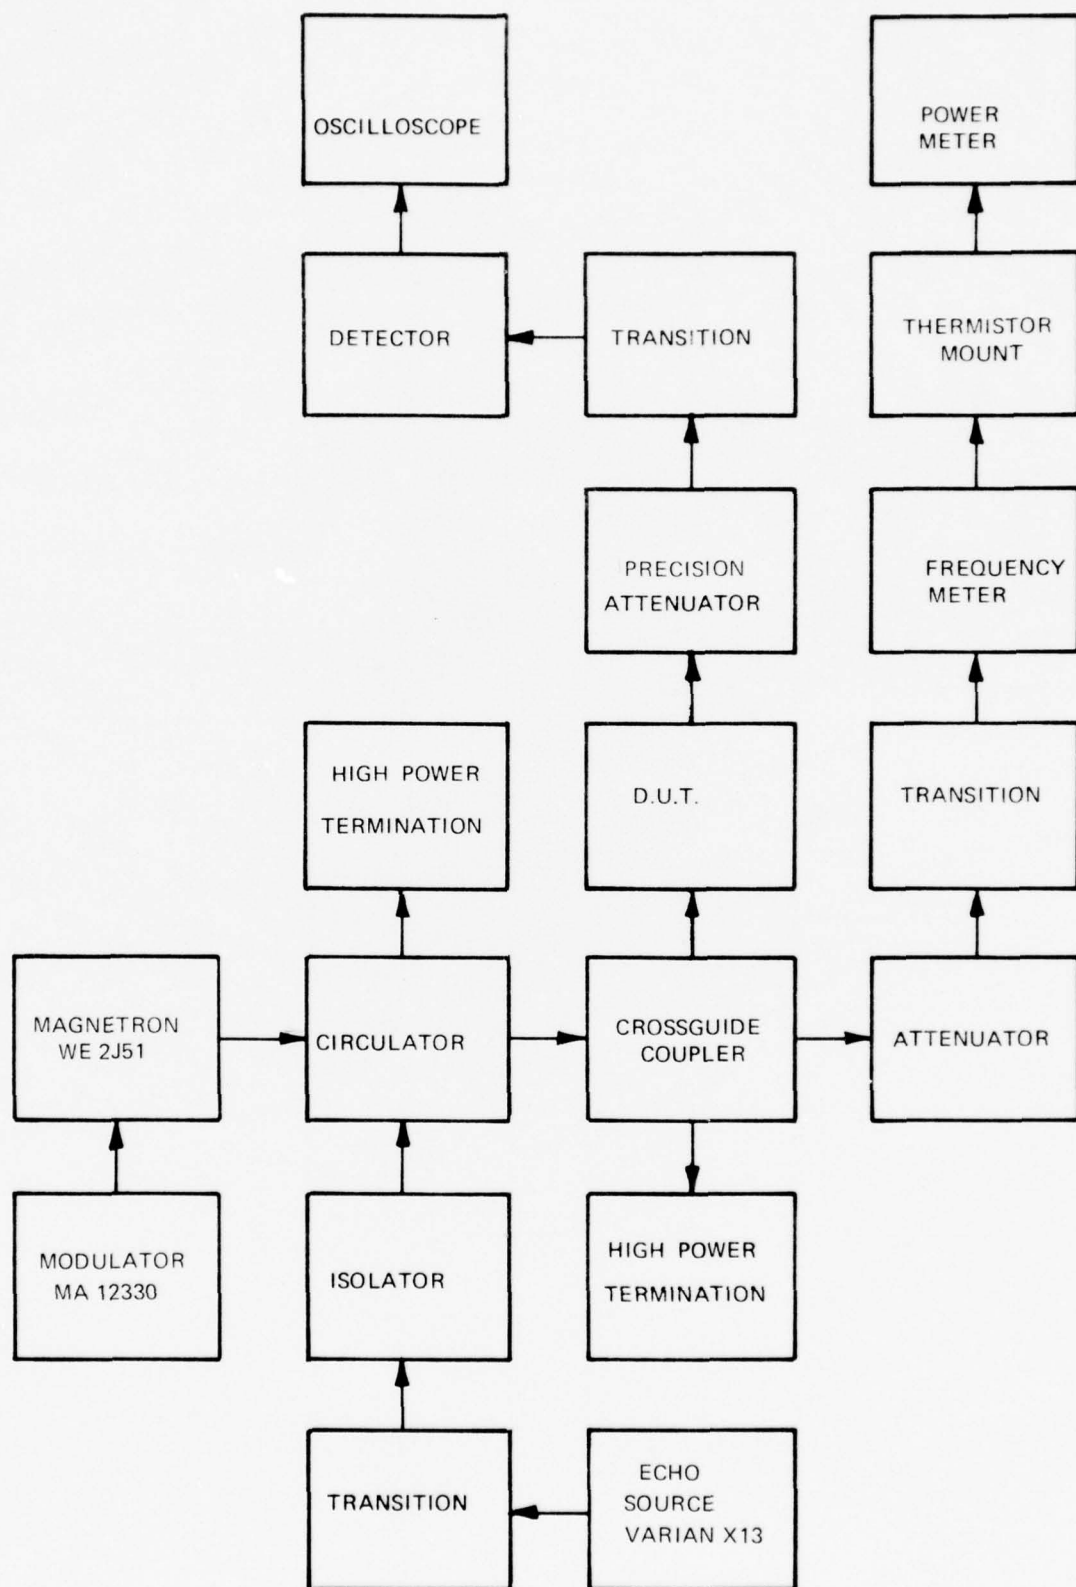 OSCILLOSCOPE
POWER
METER
DETECTOR
TRANSITION
THERMISTOR
MOUNT
PRECISION
ATTENUATOR
FREQUENCY
METER
HIGH POWER
TERMINATION
D.U.T.
TRANSITION
MAGNETRON
WE 2J51
CIRCULATOR
CROSSGUIDE
COUPLER
ATTENUATOR
MODULATOR
MA 12330
ISOLATOR
HIGH POWER
TERMINATION
TRANSITION
ECHO
SOURCE
VARIAN X13